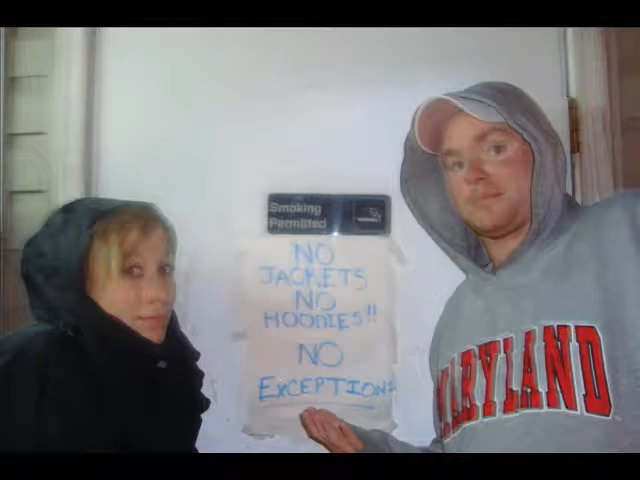 Smoking
Permitted
NO
JACKETS
NO
HOODIES!!
NO
EXCEPTIONS
MARYLAND